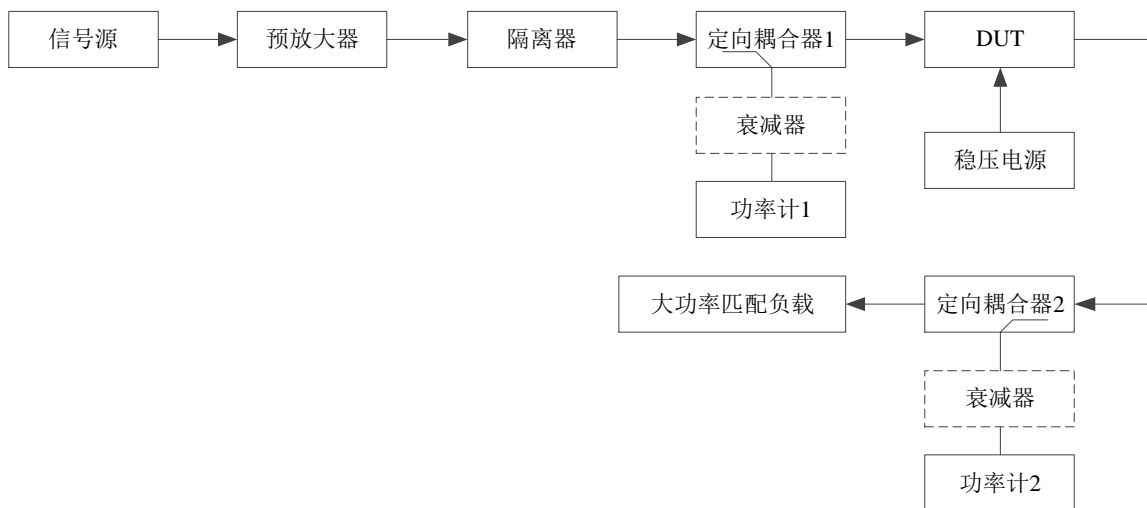 信号源
预放大器
隔离器
定向耦合器1
DUT
衰减器
稳压电源
功率计1
大功率匹配负载
定向耦合器2
衰减器
功率计2